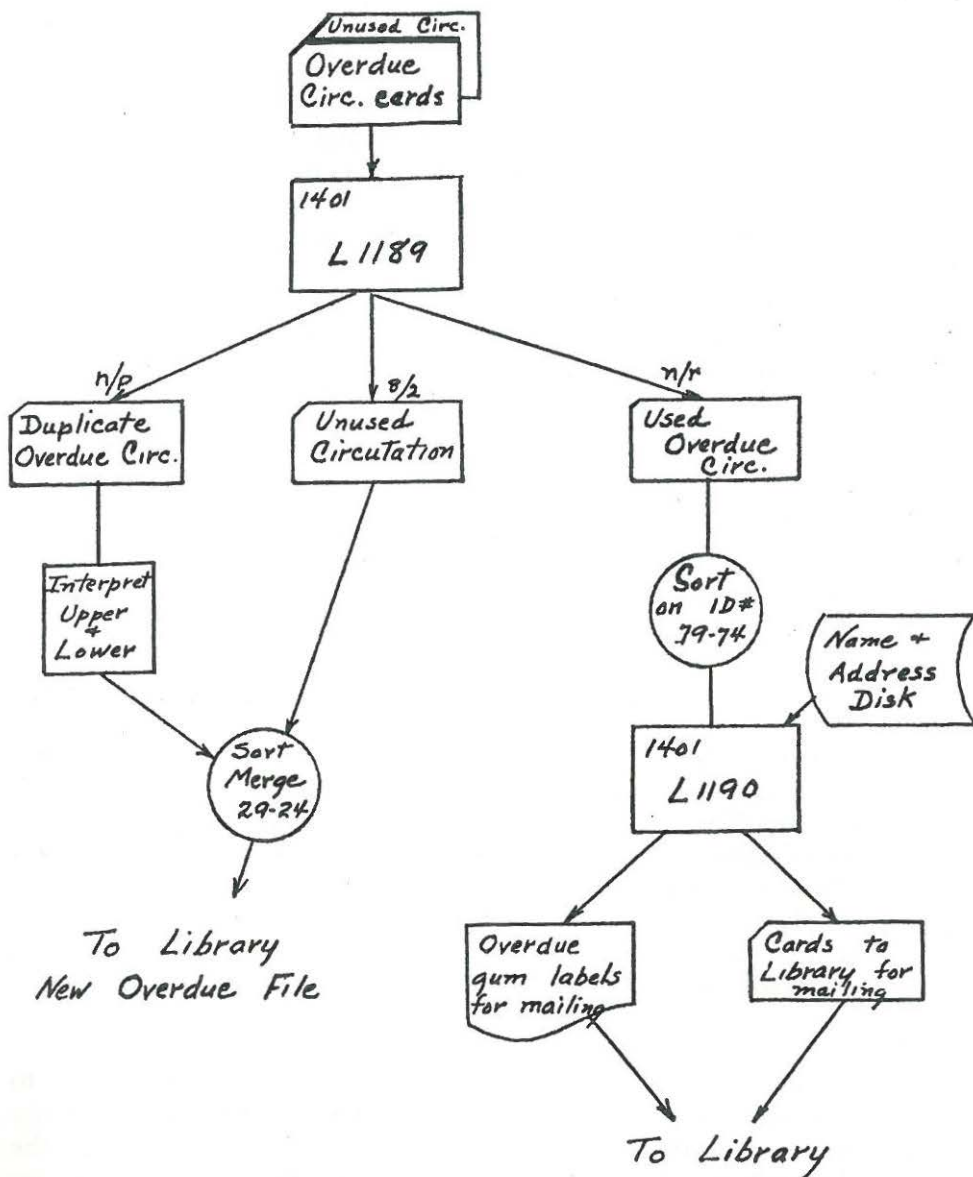 Unused Circ.
Overdue
Circ. cards
1401
L1189
n/p
8/2
n/r
Duplicate
Overdue Circ.
Unused
Circutation
Used
Overdue
Circ.
Interpret
Upper
+
Lower
Sort
on ID#
79-74
Name +
Address
Disk
Sort
Merge
29-24
1401
L1190
To Library
New Overdue File
Overdue
gum labels
for mailing
Cards to
Library for
mailing
To Library